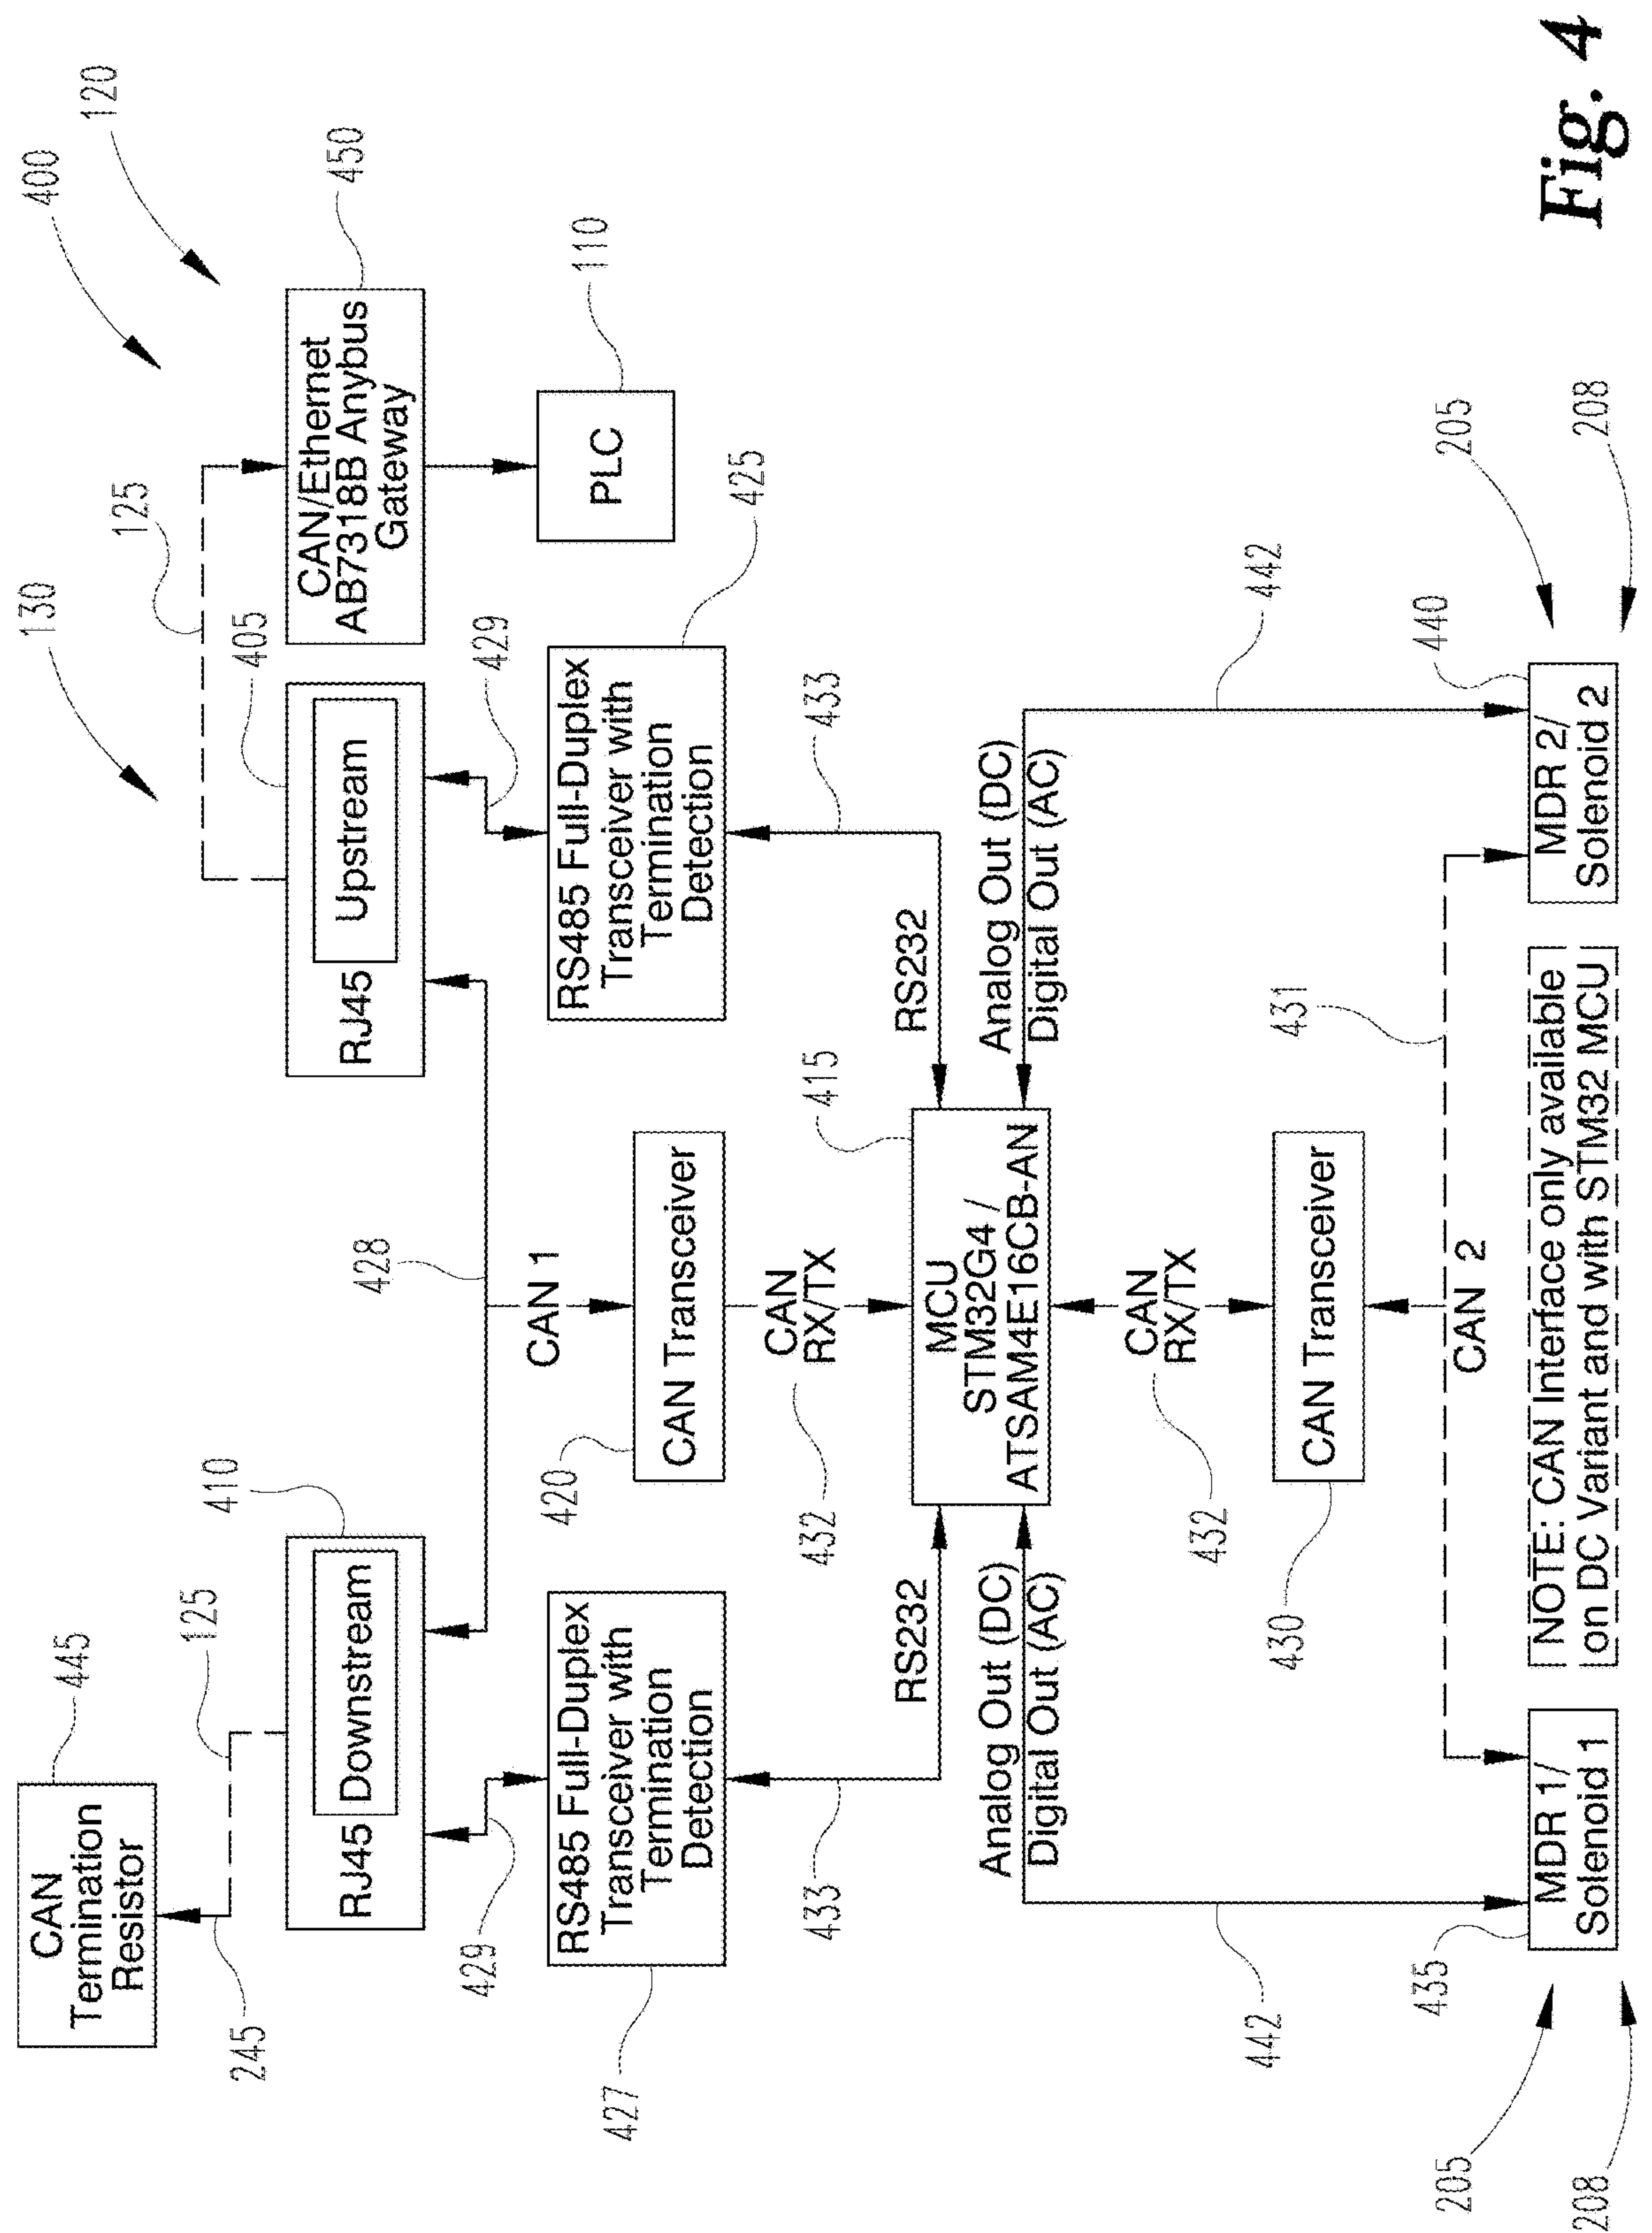 400
120
130
125
405
450
CAN/Ethernet
AB7318B Anybus
Gateway
110
PLC
445
CAN
Termination
Resistor
245
125
410
RJ45
Downstream
RJ45
Upstream
428
429
429
CAN 1
427
RS485 Full-Duplex
Transceiver with
Termination
Detection
420
CAN Transceiver
RS485 Full-Duplex
Transceiver with
Termination
Detection
425
433
432
CAN
RX/TX
433
RS232
415
RS232
MCU
STM32G4 /
ATSAM4E16CB-AN
Analog Out (DC)
Digital Out (AC)
Analog Out (DC)
Digital Out (AC)
442
432
CAN
RX/TX
442
430
CAN Transceiver
431
CAN 2
435
440
205
205
MDR 1/
Solenoid 1
NOTE: CAN Interface only available
on DC Variant and with STM32 MCU
MDR 2/
Solenoid 2
208
208
Fig. 4